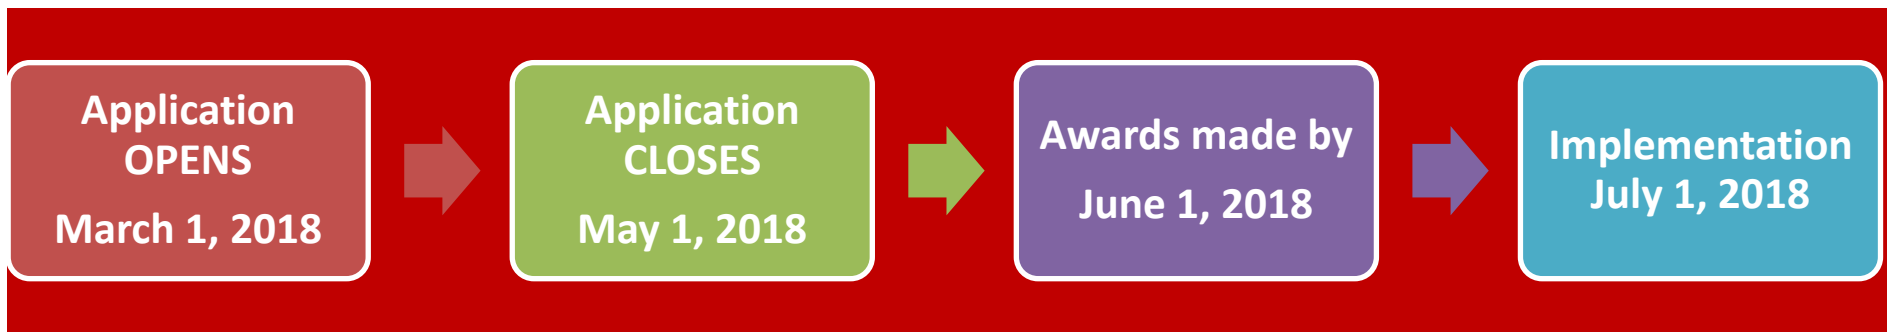 Application
OPENS
March 1, 2018
Application
CLOSES
May 1, 2018
Awards made by
June 1, 2018
Implementation
July 1, 2018